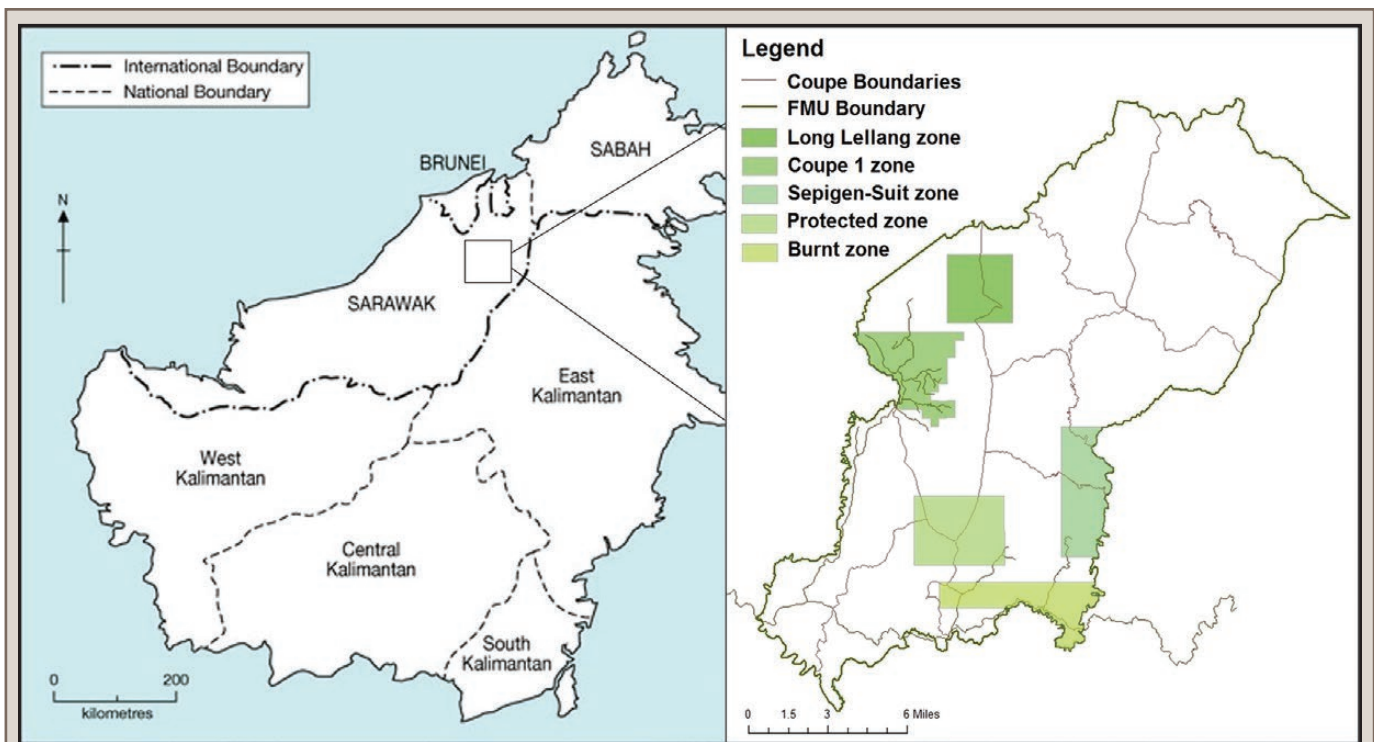 International Boundary
National Boundary
N
BRUNEI
SABAH
SARAWAK
East
Kalimantan
West
Kalimantan
Central
Kalimantan
South
Kalimantan
0 200
kilometres
Legend
Coupe Boundaries
FMU Boundary
Long Lellang zone
Coupe 1 zone
Sepigen-Suit zone
Protected zone
Burnt zone
0 1.5 3 6 Miles